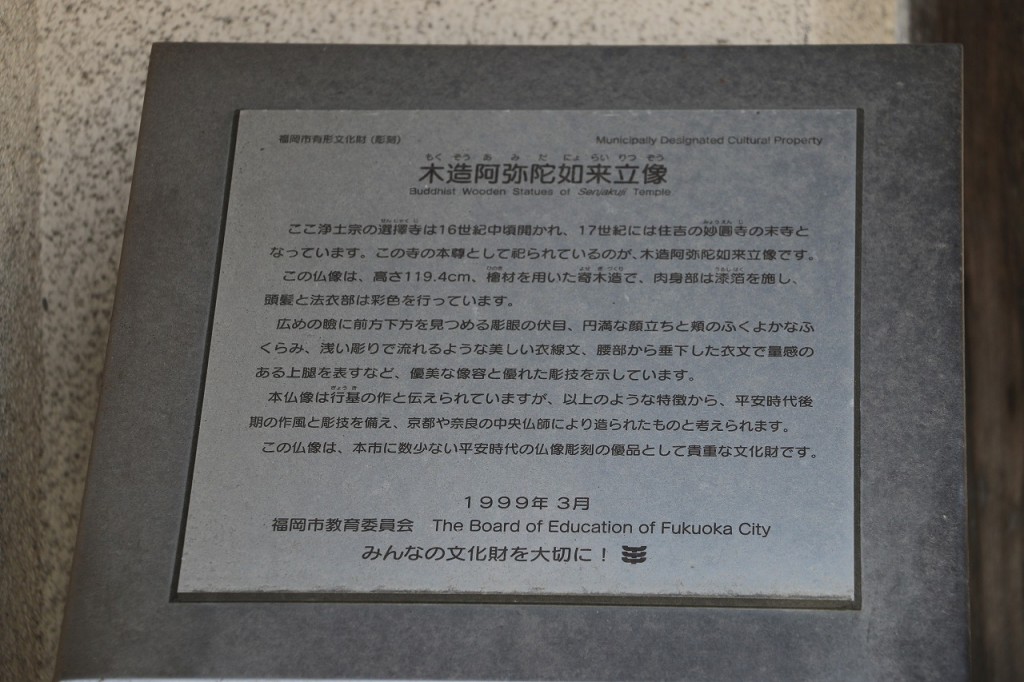 福岡市有形文化財（彫刻）
Municipally Designated Cultural Property
もく ぞう あ み だ にょ らい りつ ぞう
木造阿弥陀如来立像
Buddhist Wooden Statues of Senjakuji Temple
ここ浄土宗の選擇寺は16世紀中頃開かれ、17世紀には住吉の妙圓寺の末寺と
なっています。この寺の本尊として祀られているのが、木造阿弥陀如来立像です。
この仏像は、高さ119.4cm、檜材を用いた寄木造で、肉身部は漆箔を施し、
頭髪と法衣部は彩色を行っています。
広めの瞼に前方下方を見つめる彫眼の伏目、円満な顔立ちと頬のふくよかなふ
くらみ、浅い彫りで流れるような美しい衣線文、腰部から垂下した衣文で量感の
ある上腿を表すなど、優美な像容と優れた彫技を示しています。
本仏像は行基の作と伝えられていますが、以上のような特徴から、平安時代後
期の作風と彫技を備え、京都や奈良の中央仏師により造られたものと考えられます。
この仏像は、本市に数少ない平安時代の仏像彫刻の優品として貴重な文化財です。
1999年 3月
福岡市教育委員会 The Board of Education of Fukuoka City
みんなの文化財を大切に！